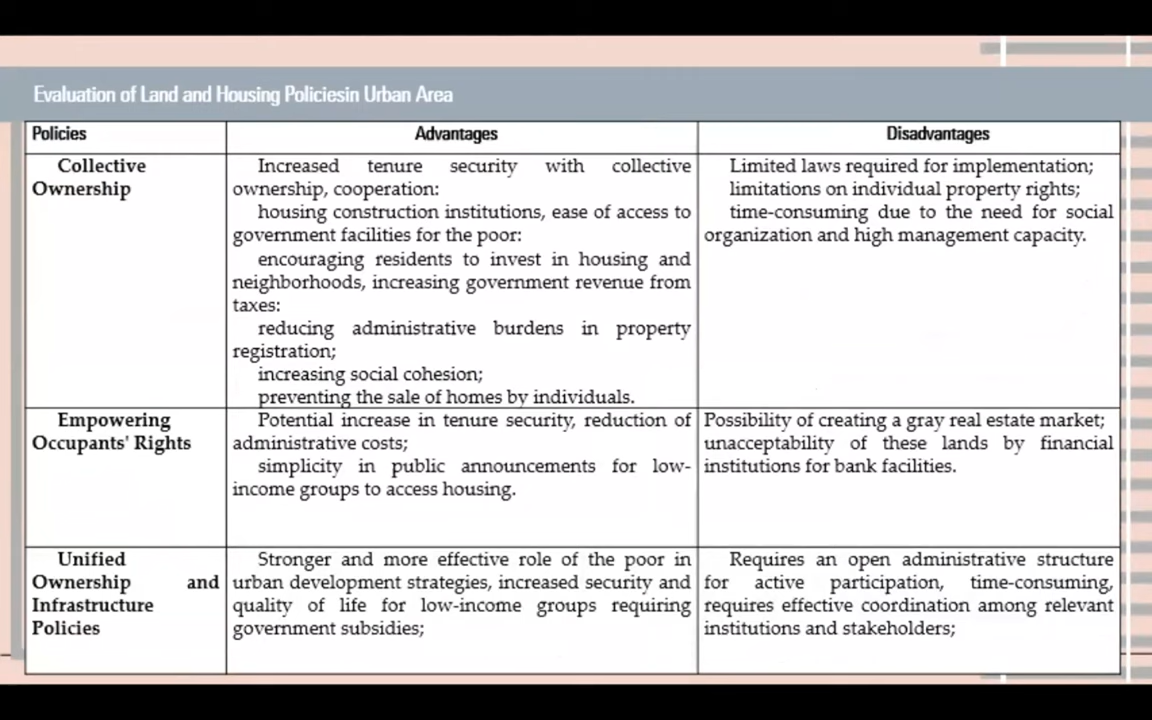 Evaluation of Land and Housing Policiesin Urban Area
Policies
Advantages
Disadvantages
Collective
Ownership
Increased tenure security with collective
ownership, cooperation:
housing construction institutions, ease of access to
government facilities for the poor:
encouraging residents to invest in housing and
neighborhoods, increasing government revenue from
taxes:
reducing administrative burdens in property
registration;
increasing social cohesion;
preventing the sale of homes by individuals.
Limited laws required for implementation;
limitations on individual property rights;
time-consuming due to the need for social
organization and high management capacity.
Empowering
Occupants' Rights
Potential increase in tenure security, reduction of
administrative costs;
simplicity in public announcements for low-
income groups to access housing.
Possibility of creating a gray real estate market;
unacceptability of these lands by financial
institutions for bank facilities.
Unified
Ownership and
Infrastructure
Policies
Stronger and more effective role of the poor in
urban development strategies, increased security and
quality of life for low-income groups requiring
government subsidies;
Requires an open administrative structure
for active participation, time-consuming,
requires effective coordination among relevant
institutions and stakeholders;